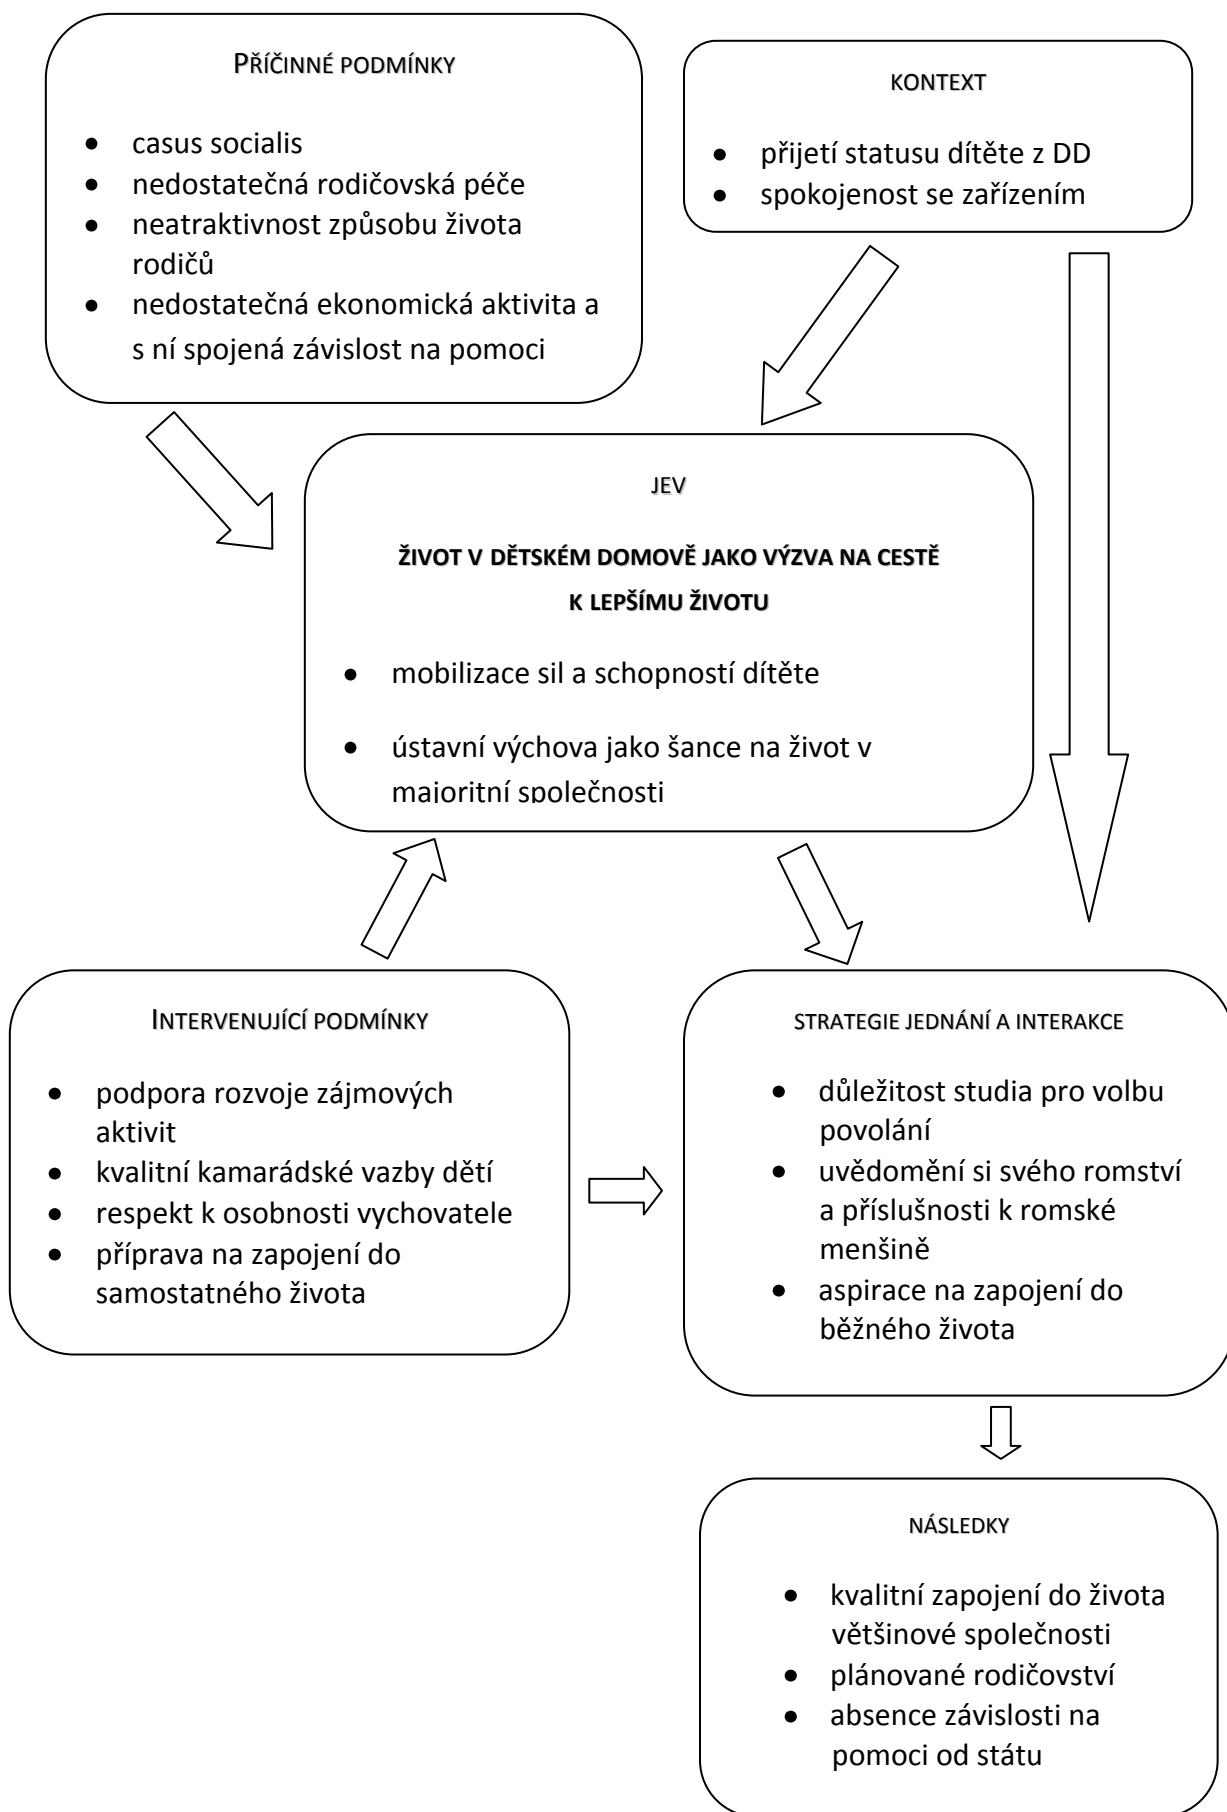 PŘÍČINNÉ PODMÍNKY
• casus socialis
• nedostatečná rodičovská péče
• neatraktivnost způsobu života
rodičů
• nedostatečná ekonomická aktivita a
s ní spojená závislost na pomoci
KONTEXT
• přijetí statusu dítěte z DD
• spokojenost se zařízením
JEV
ŽIVOT V DĚTSKÉM DOMOVĚ JAKO VÝZVA NA CESTĚ
K LEPŠÍMU ŽIVOTU
• mobilizace sil a schopností dítěte
• ústavní výchova jako šance na život v
majoritní společnosti
INTERVENUJÍCÍ PODMÍNKY
• podpora rozvoje zájmových
aktivit
• kvalitní kamarádské vazby dětí
• respekt k osobnosti vychovatele
• příprava na zapojení do
samostatného života
STRATEGIE JEDNÁNÍ A INTERAKCE
• důležitost studia pro volbu
povolání
• uvědomění si svého romství
a příslušnosti k romské
menšině
• aspirace na zapojení do
běžného života
NÁSLEDKY
• kvalitní zapojení do života
většinové společnosti
• plánované rodičovství
• absence závislosti na
pomoci od státu